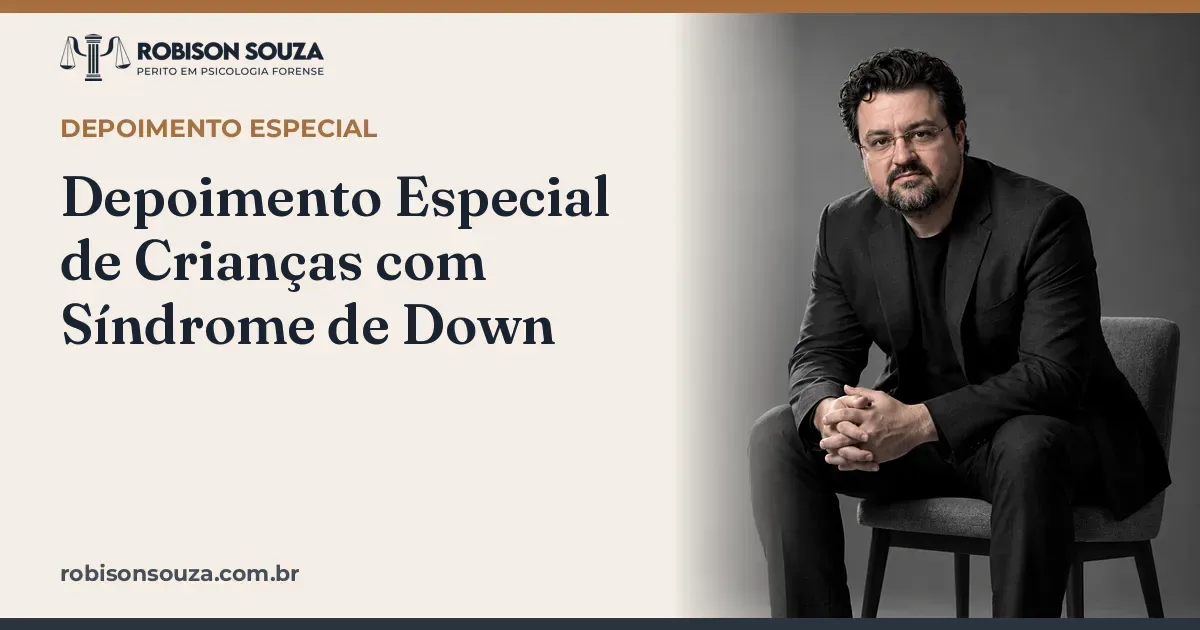 ROBISON SOUZA
PERITO EM PSICOLOGIA FORENSE
DEPOIMENTO ESPECIAL
Depoimento Especial
de Crianças com
Síndrome de Down
robisonsouza.com.br